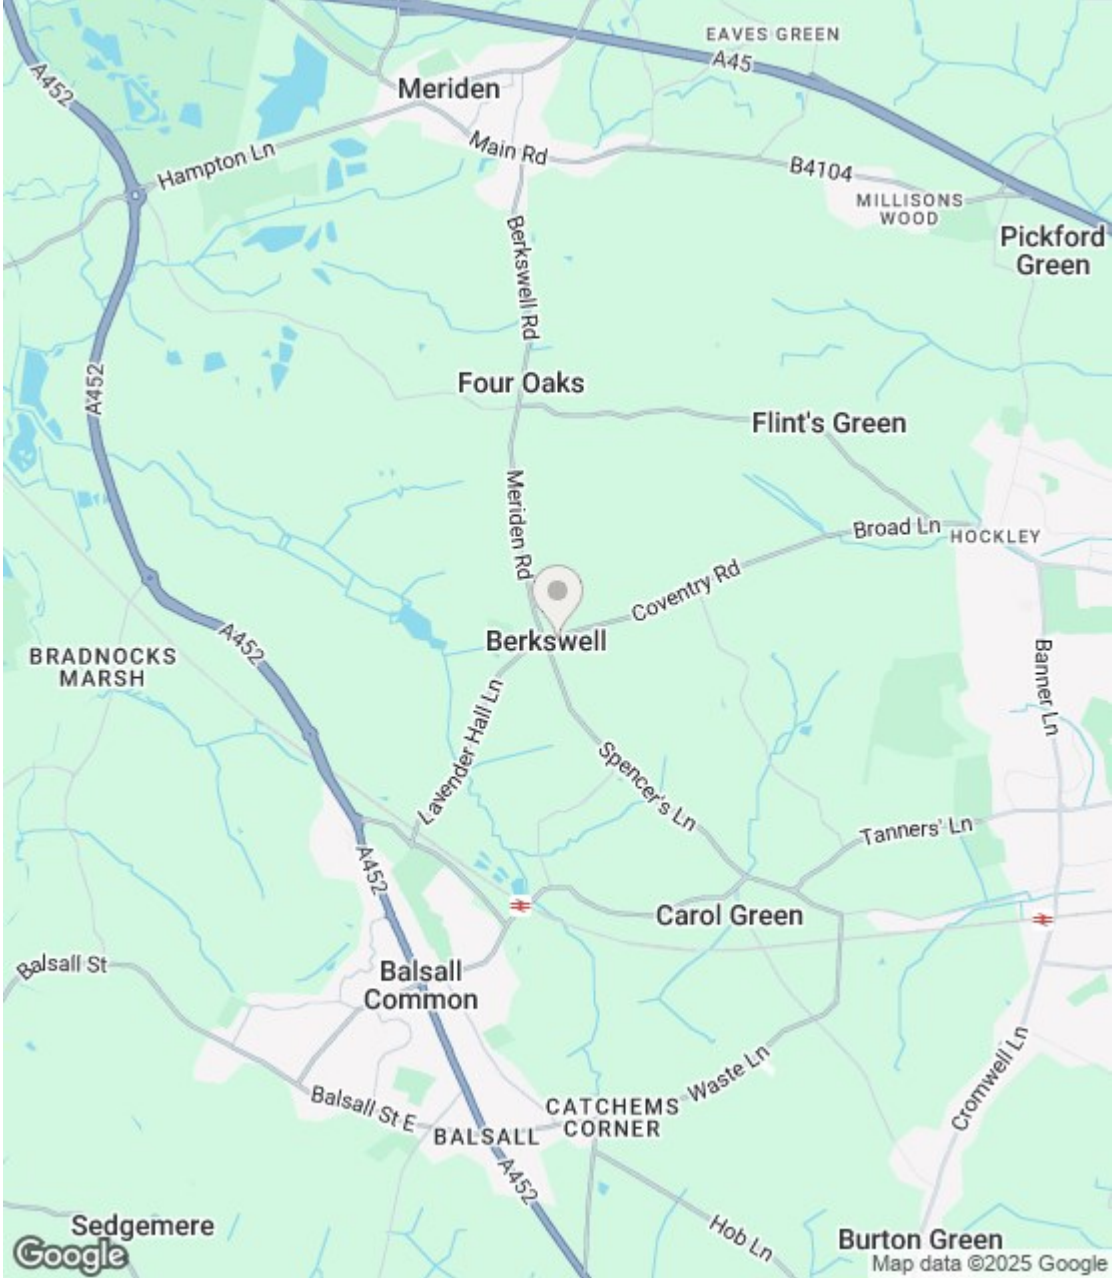 EAVES GREEN
A45
A452
Meriden
Main Rd
Hampton Ln
B4104
MILLISONS
WOOD
Pickford
Green
Berkswell Rd
A452
Four Oaks
Flint's Green
Meriden Rd
Broad Ln
HOCKLEY
Coventry Rd
Berkswell
A452
BRADNOCKS
MARSH
Banner Ln
Lavender Hall Ln
Spencer's Ln
Tanners' Ln
A452
Carol Green
Balsall St
Balsall
Common
Waste Ln
Cromwell Ln
Balsall St E
CATCHEMS
CORNER
BALSALL
A452
Sedgemere
Hob Ln
Burton Green
Google
Map data ©2025 Google